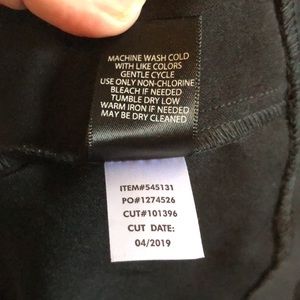 MACHINE WASH COLD
WITH LIKE COLORS
GENTLE CYCLE
USE ONLY NON-CHLORINE
BLEACH IF NEEDED
TUMBLE DRY LOW
WARM IRON IF NEEDED
MAY BE DRY CLEANED
ITEM#545131
PO#1274526
CUT#101396
CUT DATE:
04/2019